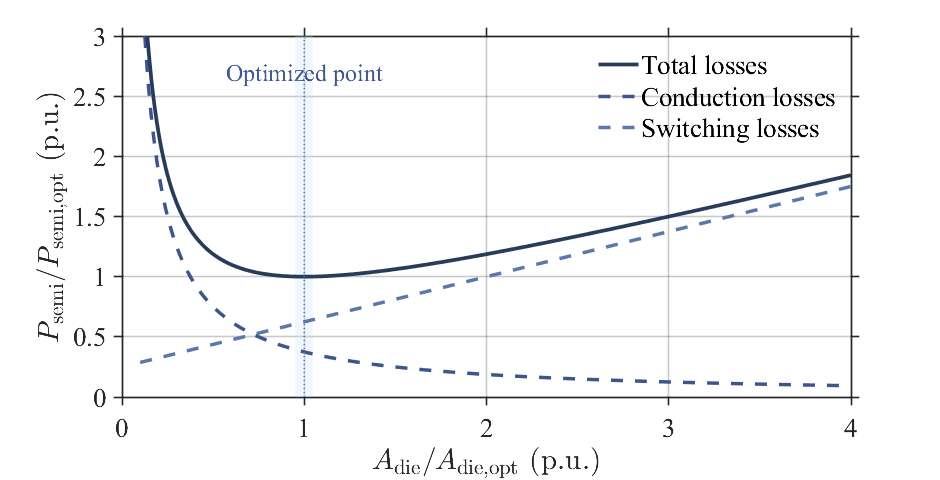 Optimized point
Total losses
Conduction losses
Switching losses
3
2.5
2
1.5
1
0.5
0
P_semi/P_semi,opt (p.u.)
0 1 2 3 4
A_die/A_die,opt (p.u.)